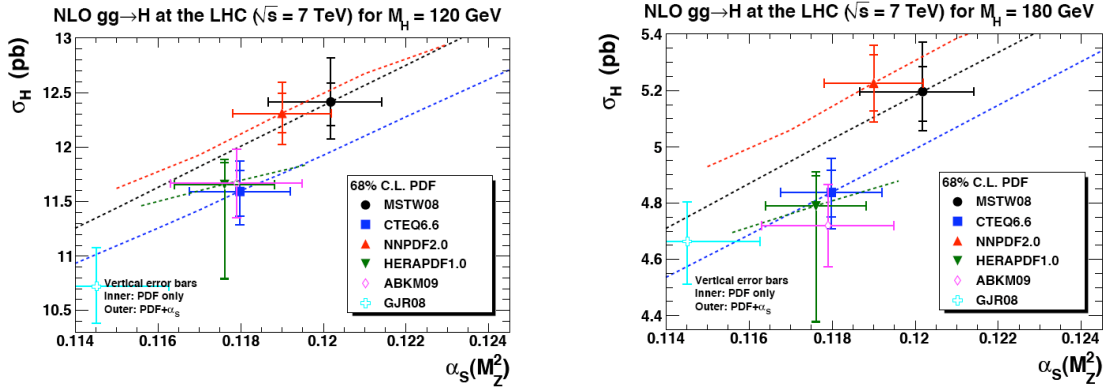 NLO gg→H at the LHC (√s = 7 TeV) for M_H = 120 GeV
σ_H (pb)
13
12.5
12
11.5
11
10.5
68% C.L. PDF
MSTW08
CTEQ6.6
NNPDF2.0
HERAPDF1.0
ABKM09
GJR08
Vertical error bars
Inner: PDF only
Outer: PDF+α_S
0.114 0.116 0.118 0.12 0.122 0.124
α_S(M²_Z)
NLO gg→H at the LHC (√s = 7 TeV) for M_H = 180 GeV
σ_H (pb)
5.4
5.2
5
4.8
4.6
4.4
68% C.L. PDF
MSTW08
CTEQ6.6
NNPDF2.0
HERAPDF1.0
ABKM09
GJR08
Vertical error bars
Inner: PDF only
Outer: PDF+α_S
0.114 0.116 0.118 0.12 0.122 0.124
α_S(M²_Z)